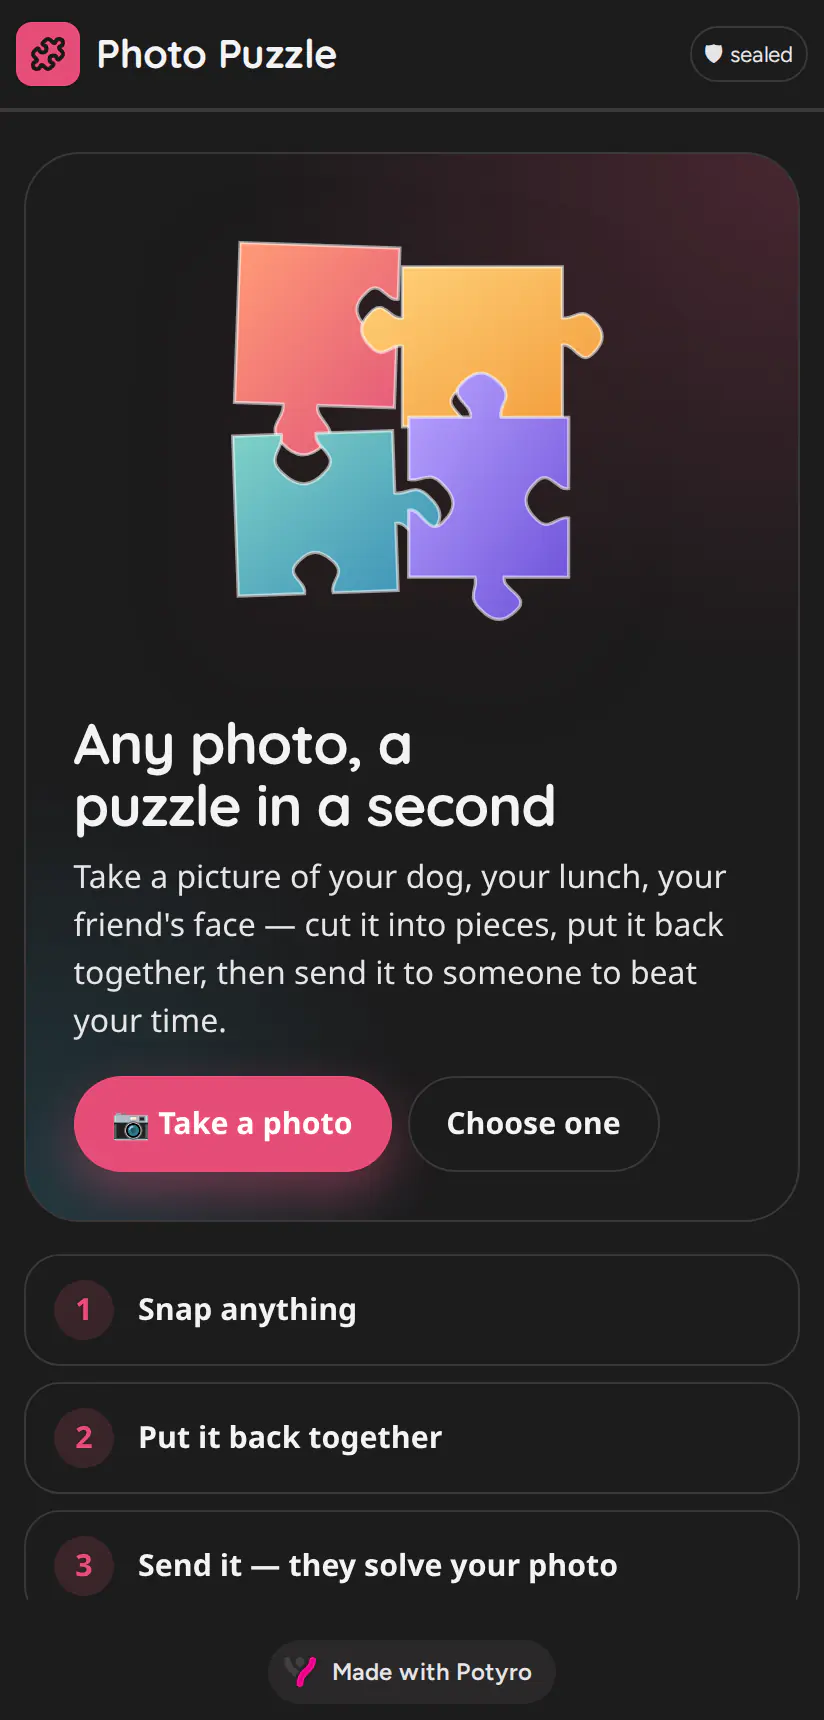 Photo Puzzle
sealed
Any photo, a
puzzle in a second
Take a picture of your dog, your lunch, your
friend's face — cut it into pieces, put it back
together, then send it to someone to beat
your time.
Take a photo
Choose one
1 Snap anything
2 Put it back together
3 Send it — they solve your photo
Made with Potyro